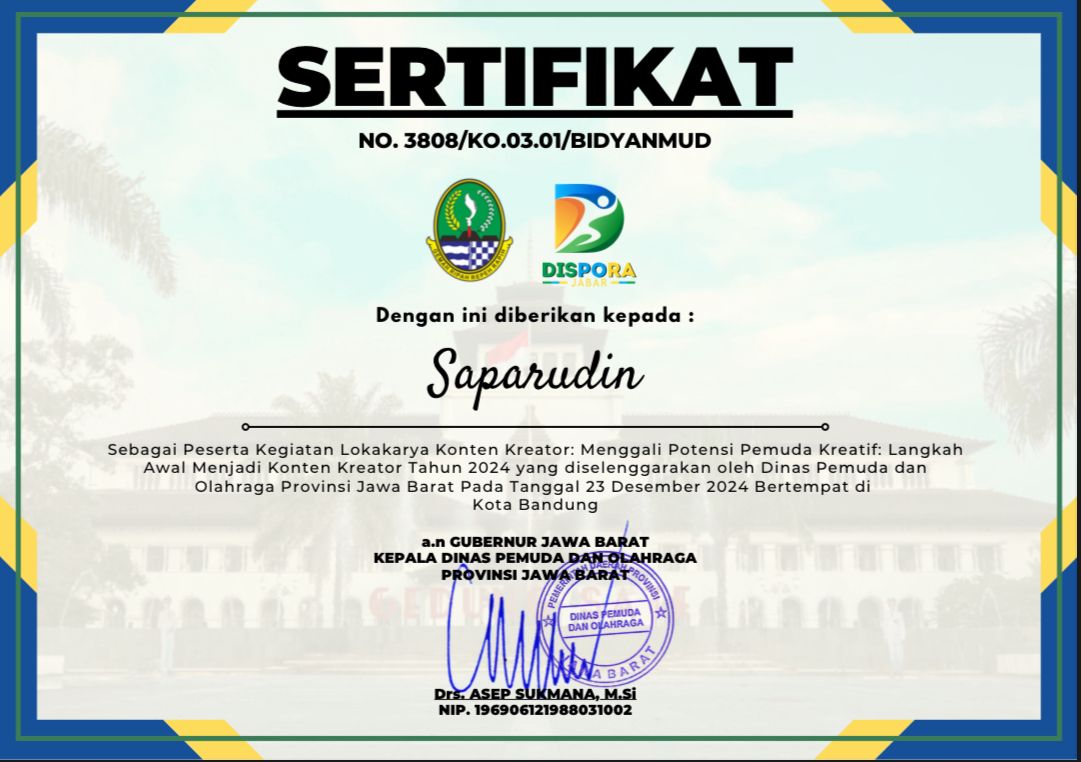 SERTIFIKAT
NO. 3808/KO.03.01/BIDYANMUD
GEMAH RIPAH REPEH RAPIH
DISPORA
JABAR
Dengan ini diberikan kepada :
Saparudin
Sebagai Peserta Kegiatan Lokakarya Konten Kreator: Menggali Potensi Pemuda Kreatif: Langkah
Awal Menjadi Konten Kreator Tahun 2024 yang diselenggarakan oleh Dinas Pemuda dan
Olahraga Provinsi Jawa Barat Pada Tanggal 23 Desember 2024 Bertempat di
Kota Bandung
a.n GUBERNUR JAWA BARAT
KEPALA DINAS PEMUDA DAN OLAHRAGA
PROVINSI JAWA BARAT
PEMERINTAH DAERAH PROVINSI
DINAS PEMUDA
DAN OLAHRAGA
JAWA BARAT
GEDUNG SATE
Drs. ASEP SUKMANA, M.Si
NIP. 196906121988031002